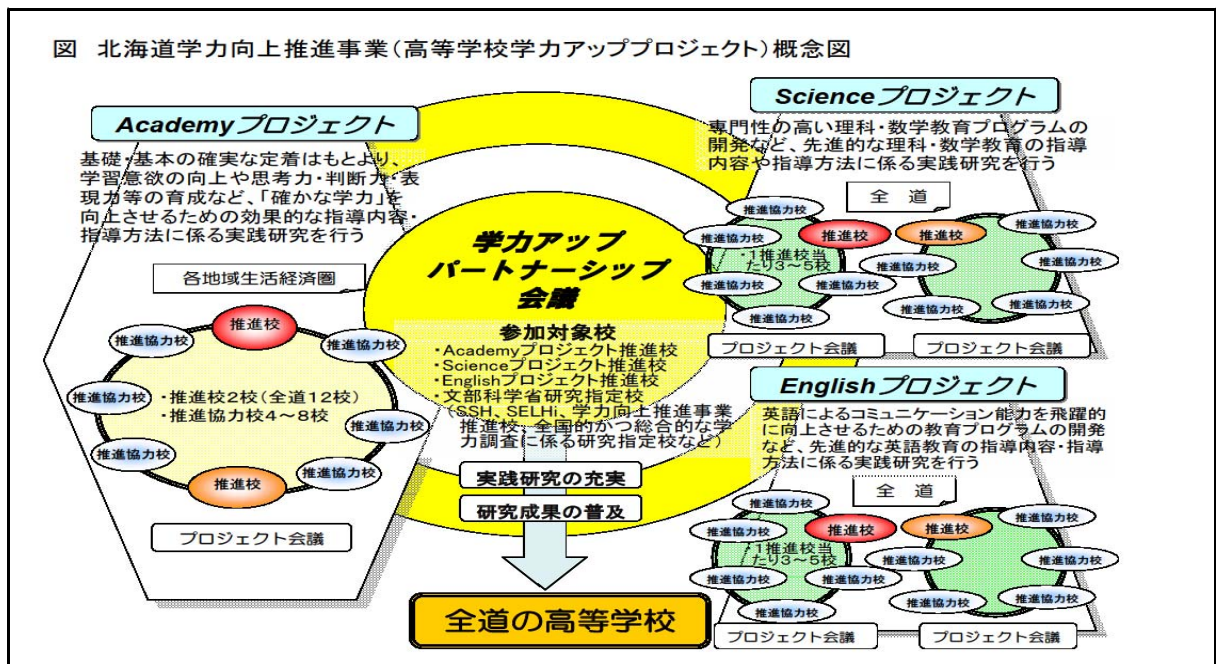 図 北海道学力向上推進事業(高等学校学力アッププロジェクト)概念図
Academyプロジェクト
基礎・基本の確実な定着はもとより、
学習意欲の向上や思考力・判断力・表
現力等の育成など、「確かな学力」を
向上させるための効果的な指導内容・
指導方法に係る実践研究を行う
各地域生活経済圏
推進校
推進協力校
推進協力校
推進協力校
推進協力校
推進協力校
推進協力校
・推進校2校(全道12校)
・推進協力校4~8校
推進校
プロジェクト会議
学力アップ
パートナーシップ
会議
参加対象校
・Academyプロジェクト推進校
・Scienceプロジェクト推進校
・Englishプロジェクト推進校
・文部科学省研究指定校
(SSH、SELHi、学力向上推進事業
推進校、全国的かつ総合的な学
力調査に係る研究指定校など)
実践研究の充実
研究成果の普及
全道の高等学校
Scienceプロジェクト
専門性の高い理科・数学教育プログラムの
開発など、先進的な理科・数学教育の指導
内容や指導方法に係る実践研究を行う
全 道
推進協力校
推進協力校
推進協力校
推進協力校
推進協力校
推進校
・1推進校当
たり3~5校
推進校
推進協力校
推進協力校
推進協力校
推進協力校
推進協力校
プロジェクト会議
プロジェクト会議
Englishプロジェクト
英語によるコミュニケーション能力を飛躍的
に向上させるための教育プログラムの開発
など、先進的な英語教育の指導内容・指導
方法に係る実践研究を行う
全 道
推進協力校
推進協力校
推進協力校
推進協力校
推進協力校
推進校
・1推進校当
たり3~5校
推進校
推進協力校
推進協力校
推進協力校
推進協力校
推進協力校
プロジェクト会議
プロジェクト会議